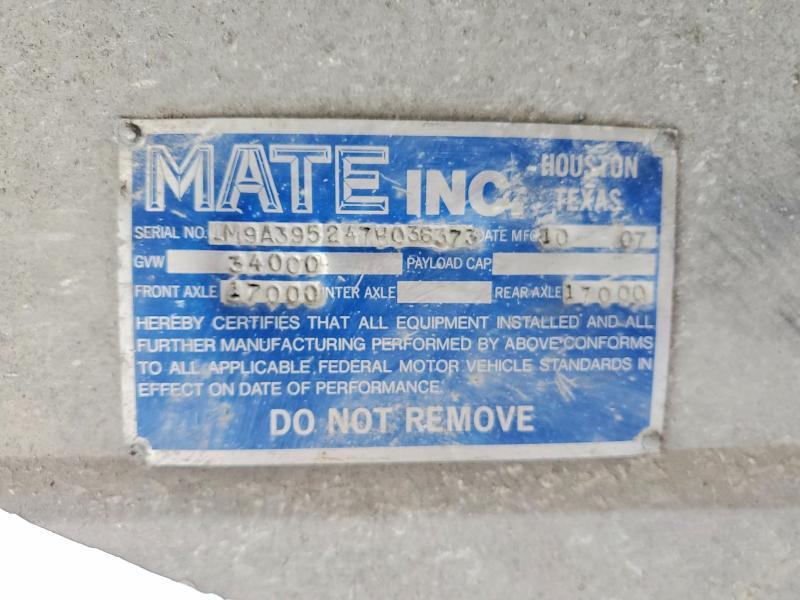 MATE INC. HOUSTON TEXAS
SERIAL NO. 1M9A395247H036373 DATE MFG 10 07
GVW 34000 PAYLOAD CAP.
FRONT AXLE 17000 INTER AXLE REAR AXLE 17000
HEREBY CERTIFIES THAT ALL EQUIPMENT INSTALLED AND ALL
FURTHER MANUFACTURING PERFORMED BY ABOVE CONFORMS
TO ALL APPLICABLE FEDERAL MOTOR VEHICLE STANDARDS IN
EFFECT ON DATE OF PERFORMANCE.
DO NOT REMOVE